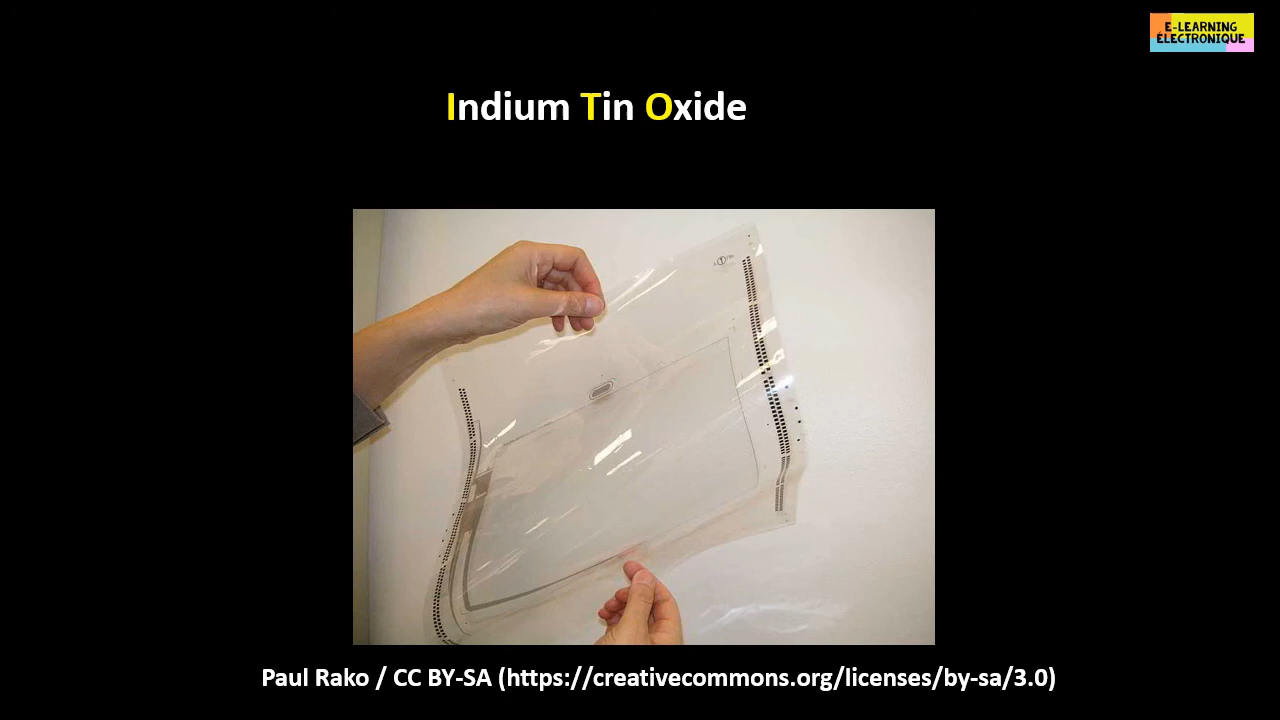 E-LEARNING
ÉLECTRONIQUE
Indium Tin Oxide
Paul Rako / CC BY-SA (https://creativecommons.org/licenses/by-sa/3.0)